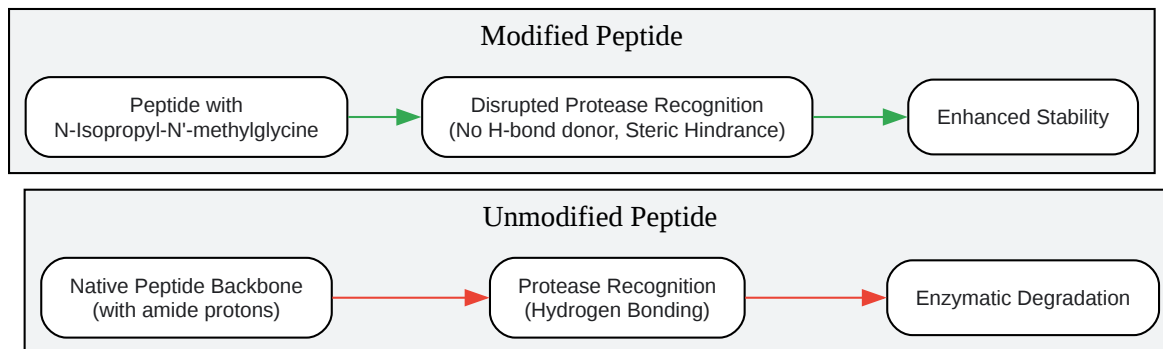 Modified Peptide
Peptide with
N-Isopropyl-N'-methylglycine
Disrupted Protease Recognition
(No H-bond donor, Steric Hindrance)
Enhanced Stability
Unmodified Peptide
Native Peptide Backbone
(with amide protons)
Protease Recognition
(Hydrogen Bonding)
Enzymatic Degradation